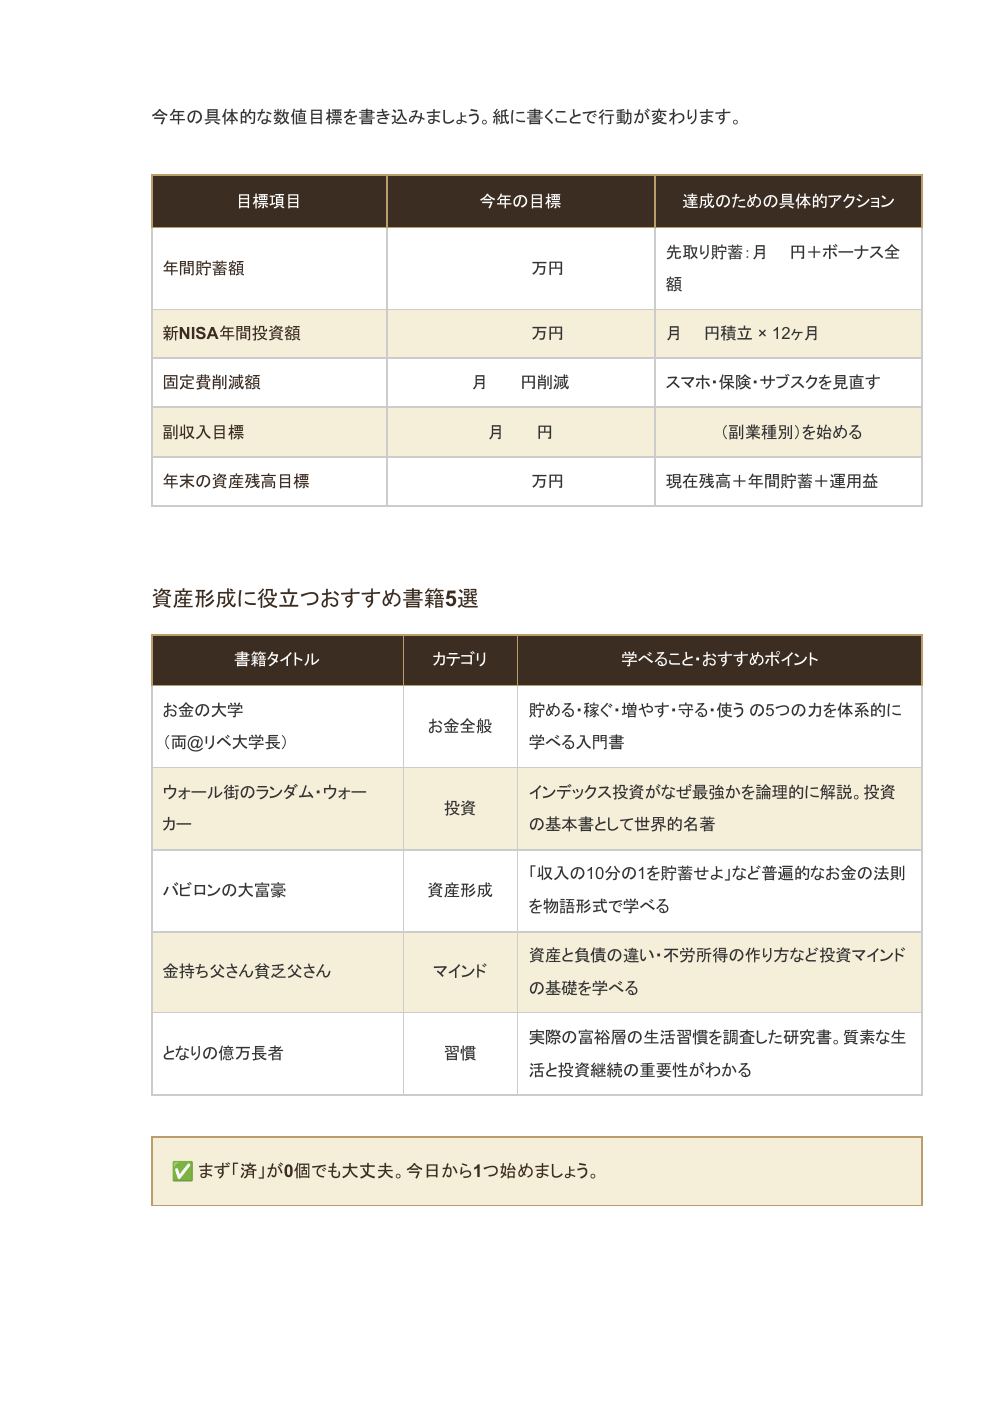 今年の具体的な数値目標を書き込みましょう。紙に書くことで行動が変わります。
目標項目 今年の目標 達成のための具体的アクション
年間貯蓄額 万円 先取り貯蓄：月　円＋ボーナス全
額
新NISA年間投資額 万円 月　円積立 × 12ヶ月
固定費削減額 月　円削減 スマホ・保険・サブスクを見直す
副収入目標 月　円 （副業種別）を始める
年末の資産残高目標 万円 現在残高＋年間貯蓄＋運用益
資産形成に役立つおすすめ書籍5選
書籍タイトル カテゴリ 学べること・おすすめポイント
お金の大学
（両@リベ大学長）
お金全般
貯める・稼ぐ・増やす・守る・使う の5つの力を体系的に
学べる入門書
ウォール街のランダム・ウォー
カー
投資
インデックス投資がなぜ最強かを論理的に解説。投資
の基本書として世界的名著
バビロンの大富豪
資産形成
「収入の10分の1を貯蓄せよ」など普遍的なお金の法則
を物語形式で学べる
金持ち父さん貧乏父さん
マインド
資産と負債の違い・不労所得の作り方など投資マインド
の基礎を学べる
となりの億万長者
習慣
実際の富裕層の生活習慣を調査した研究書。質素な生
活と投資継続の重要性がわかる
✅ まず「済」が0個でも大丈夫。今日から1つ始めましょう。